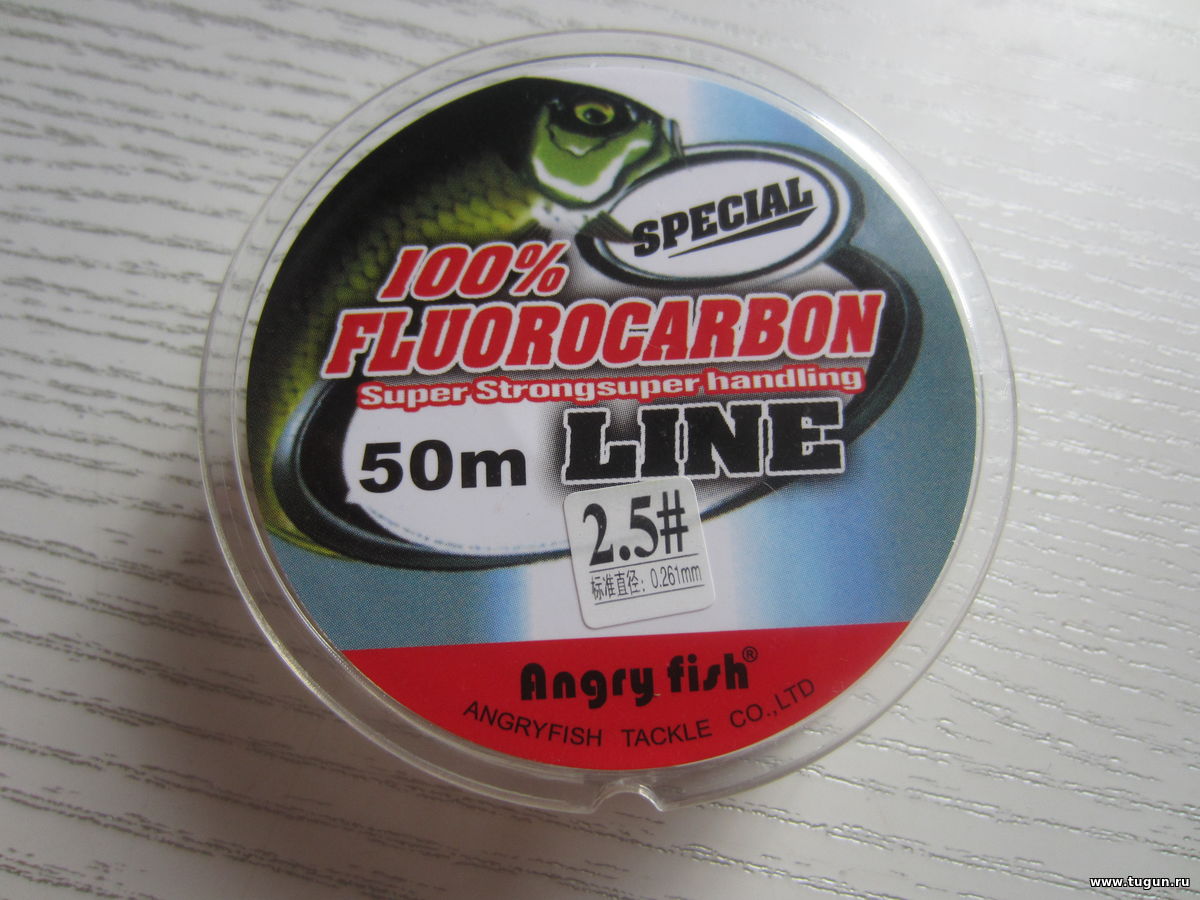 SPECIAL
100%
FLUOROCARBON
Super Strongsuper handling
50m LINE
2.5#
标准直径: 0.261mm
Angry fish®
ANGRYFISH TACKLE CO.,LTD
www.tugun.ru